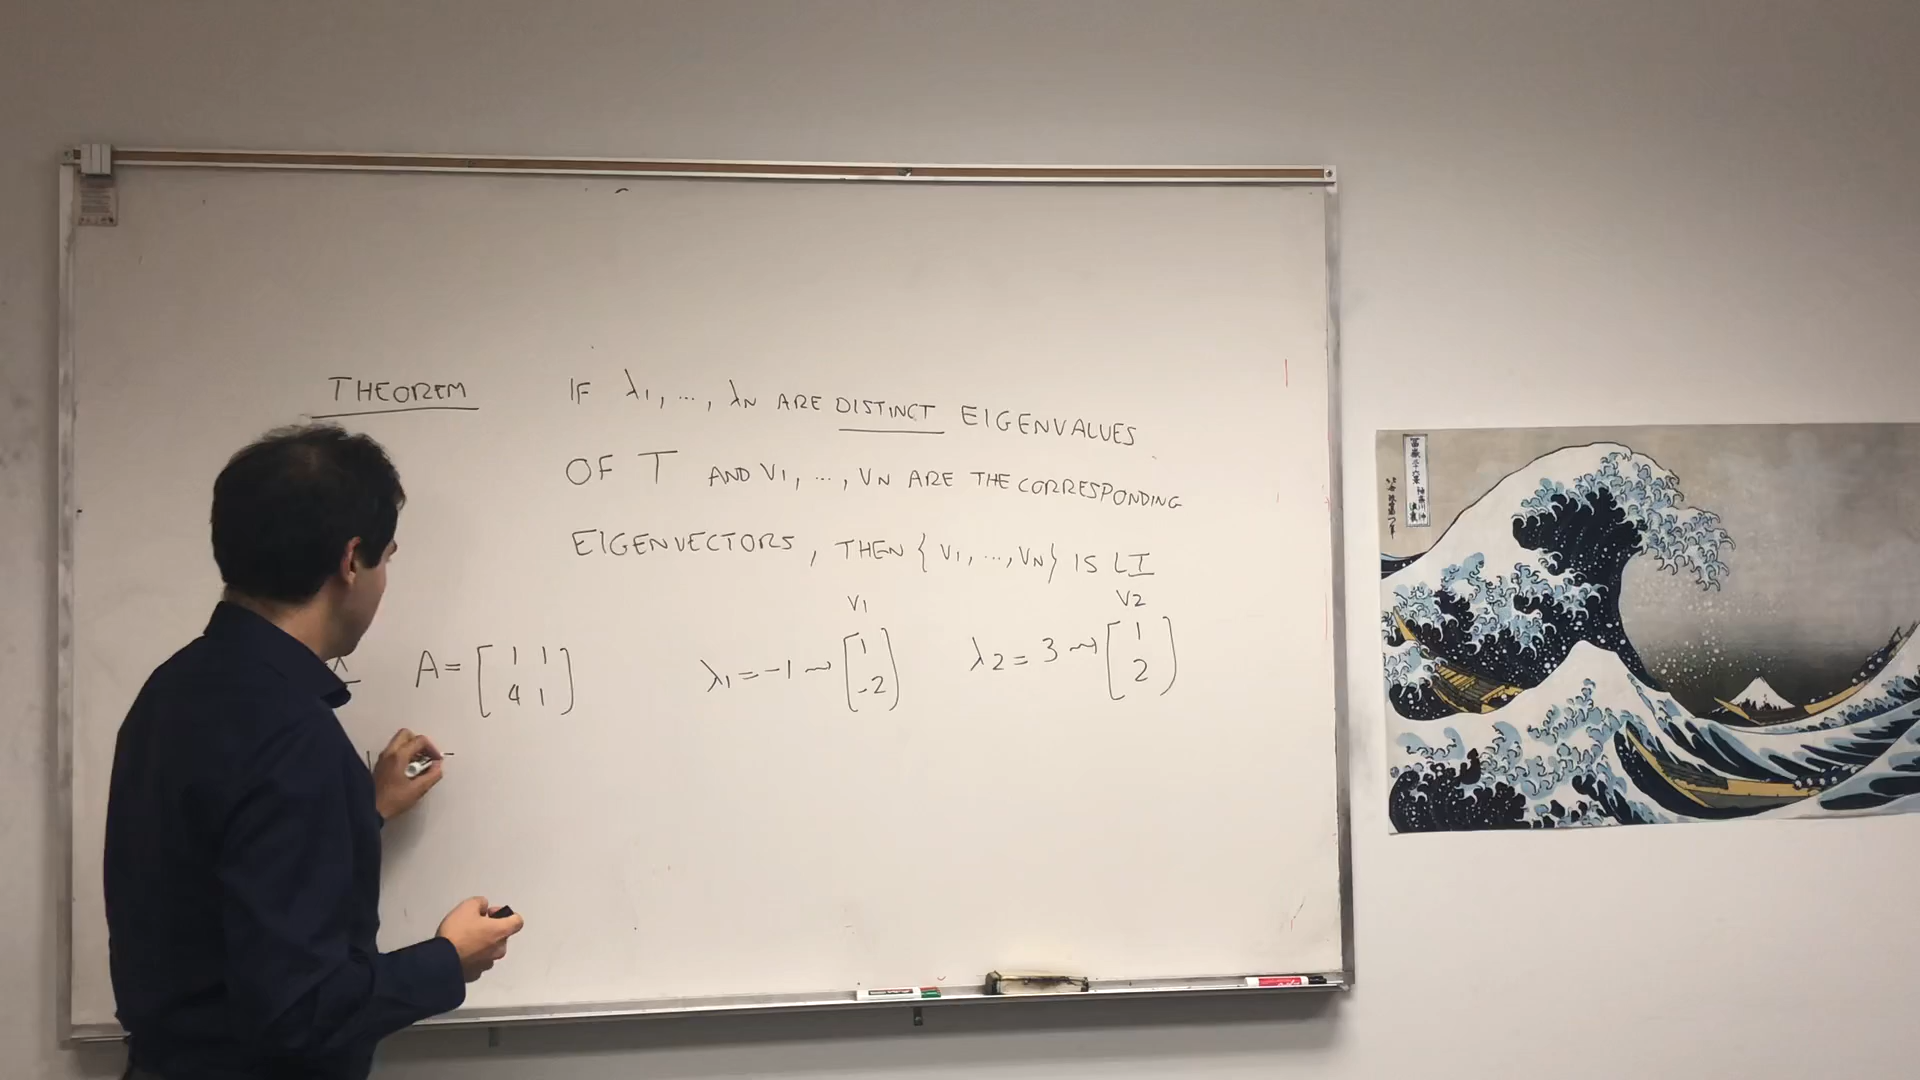 THEOREM IF λ1, ..., λN ARE DISTINCT EIGENVALUES
OF T AND V1, ..., VN ARE THE CORRESPONDING
EIGENVECTORS, THEN {V1, ..., VN} IS LI
V1 V2
A = [1 1; 4 1] λ1 = -1 ⇝ [1; -2] λ2 = 3 ⇝ [1; 2]